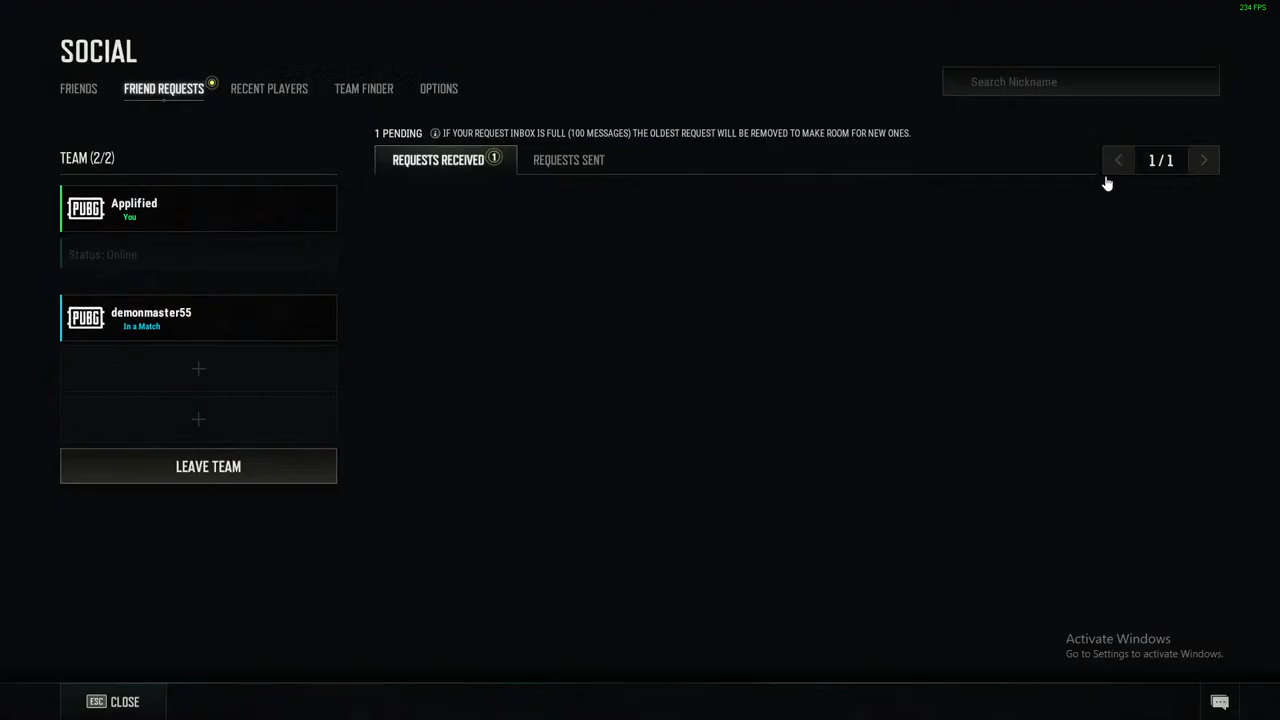 234 FPS
SOCIAL
FRIENDS FRIEND REQUESTS RECENT PLAYERS TEAM FINDER OPTIONS
Search Nickname
1 PENDING IF YOUR REQUEST INBOX IS FULL (100 MESSAGES) THE OLDEST REQUEST WILL BE REMOVED TO MAKE ROOM FOR NEW ONES.
TEAM (2/2)
REQUESTS RECEIVED 1 REQUESTS SENT
1 / 1
PUBG Applified
You
Status: Online
PUBG demonmaster55
In a Match
LEAVE TEAM
Activate Windows
Go to Settings to activate Windows.
ESC CLOSE